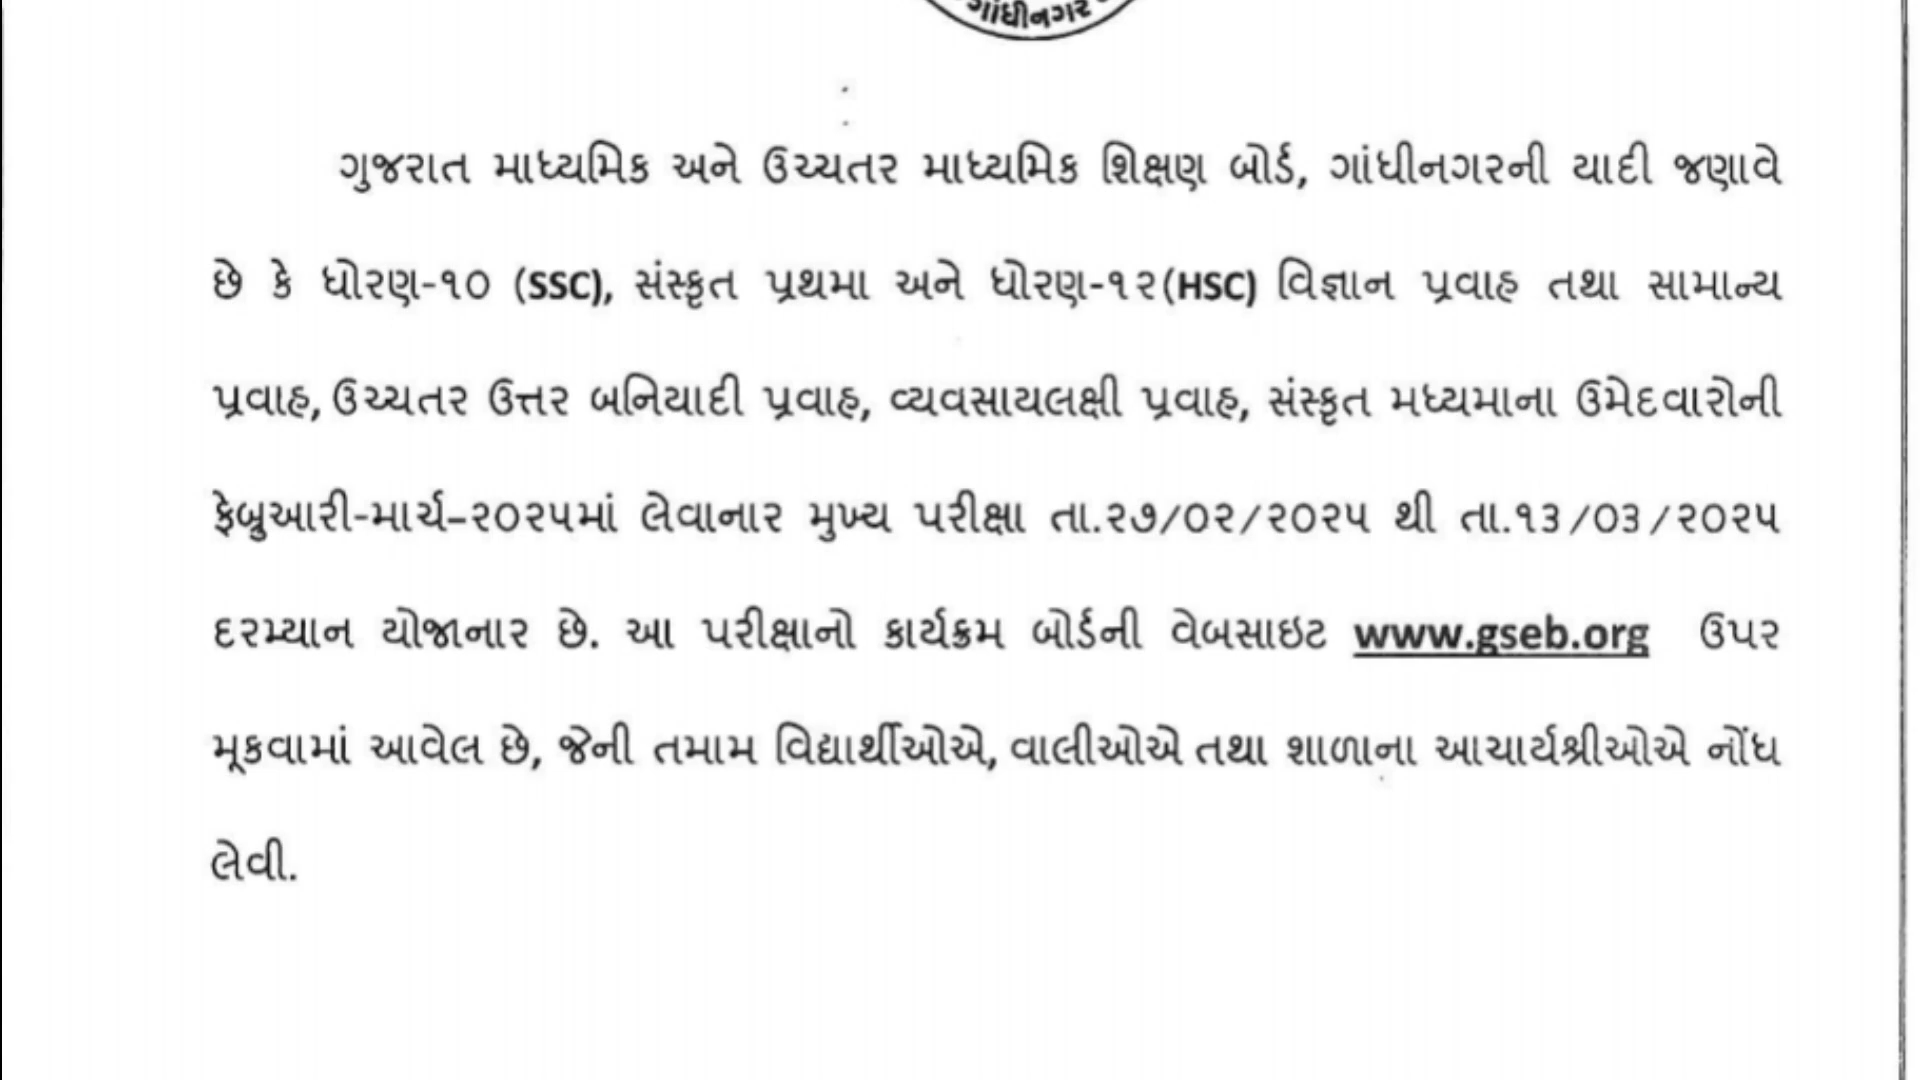 ગાંધીનગર
ગુજરાત માધ્યમિક અને ઉચ્ચતર માધ્યમિક શિક્ષણ બોર્ડ, ગાંધીનગરની યાદી જણાવે
છે કે ધોરણ-૧૦ (SSC), સંસ્કૃત પ્રથમા અને ધોરણ-૧૨(HSC) વિજ્ઞાન પ્રવાહ તથા સામાન્ય
પ્રવાહ, ઉચ્ચતર ઉત્તર બનિયાદી પ્રવાહ, વ્યવસાયલક્ષી પ્રવાહ, સંસ્કૃત મધ્યમાના ઉમેદવારોની
ફેબ્રુઆરી-માર્ચ–૨૦૨૫માં લેવાનાર મુખ્ય પરીક્ષા તા.૨૭/૦૨/૨૦૨૫ થી તા.૧૩/૦૩/૨૦૨૫
દરમ્યાન યોજાનાર છે. આ પરીક્ષાનો કાર્યક્રમ બોર્ડની વેબસાઇટ www.gseb.org ઉપર
મૂકવામાં આવેલ છે, જેની તમામ વિદ્યાર્થીઓએ, વાલીઓએ તથા શાળાના આચાર્યશ્રીઓએ નોંધ
લેવી.